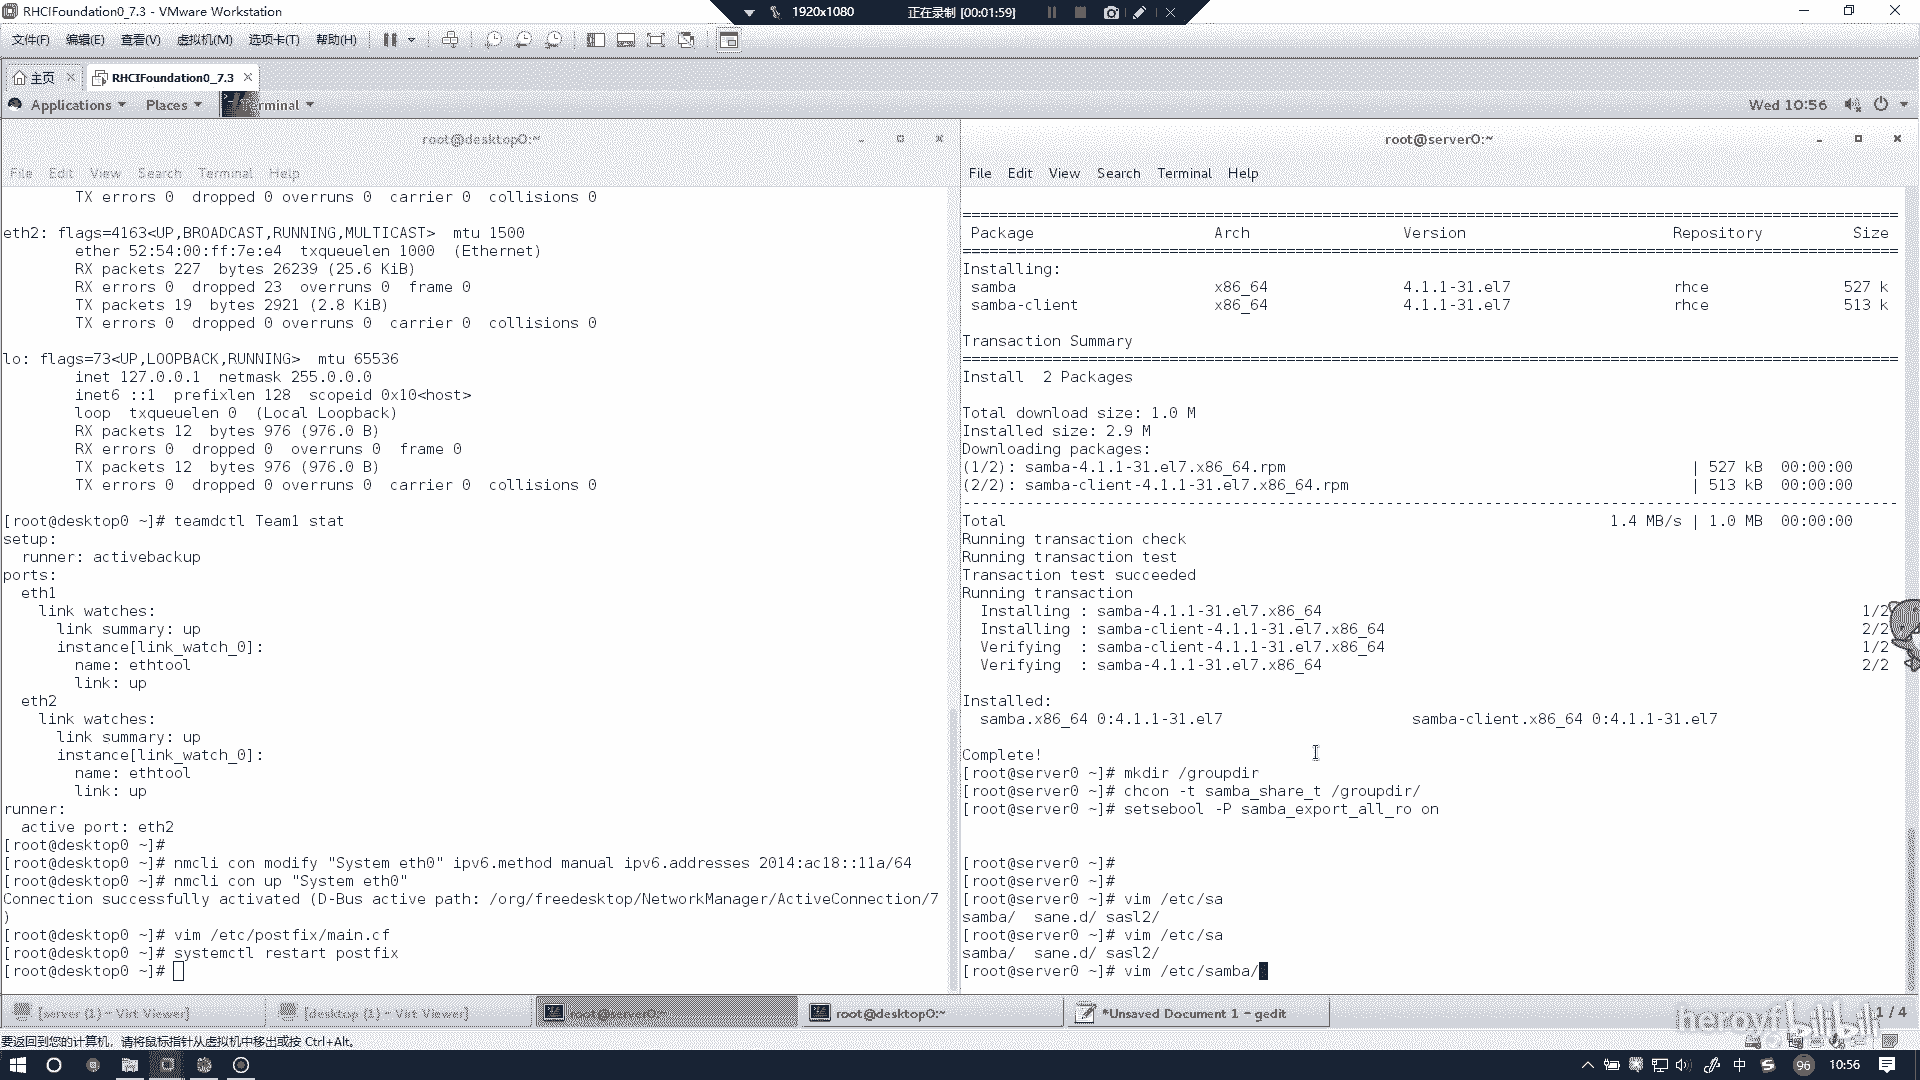 RHCIFoundation0_7.3 - VMware Workstation
1920x1080
正在录制 [00:01:59]
文件(F) 编辑(E) 查看(V) 虚拟机(M) 选项卡(T) 帮助(H)
主页
RHCIFoundation0_7.3
Applications Places Terminal
Wed 10:56
root@desktop0:~
File Edit View Search Terminal Help
TX errors 0 dropped 0 overruns 0 carrier 0 collisions 0
eth2: flags=4163<UP,BROADCAST,RUNNING,MULTICAST> mtu 1500
ether 52:54:00:ff:7e:e4 txqueuelen 1000 (Ethernet)
RX packets 227 bytes 26239 (25.6 KiB)
RX errors 0 dropped 23 overruns 0 frame 0
TX packets 19 bytes 2921 (2.8 KiB)
TX errors 0 dropped 0 overruns 0 carrier 0 collisions 0
lo: flags=73<UP,LOOPBACK,RUNNING> mtu 65536
inet 127.0.0.1 netmask 255.0.0.0
inet6 ::1 prefixlen 128 scopeid 0x10<host>
loop txqueuelen 0 (Local Loopback)
RX packets 12 bytes 976 (976.0 B)
RX errors 0 dropped 0 overruns 0 frame 0
TX packets 12 bytes 976 (976.0 B)
TX errors 0 dropped 0 overruns 0 carrier 0 collisions 0
[root@desktop0 ~]# teamdctl Team1 stat
setup:
runner: activebackup
ports:
eth1
link watches:
link summary: up
instance[link_watch_0]:
name: ethtool
link: up
eth2
link watches:
link summary: up
instance[link_watch_0]:
name: ethtool
link: up
runner:
active port: eth2
[root@desktop0 ~]#
[root@desktop0 ~]# nmcli con modify "System eth0" ipv6.method manual ipv6.addresses 2014:ac18::11a/64
[root@desktop0 ~]# nmcli con up "System eth0"
Connection successfully activated (D-Bus active path: /org/freedesktop/NetworkManager/ActiveConnection/7
)
[root@desktop0 ~]# vim /etc/postfix/main.cf
[root@desktop0 ~]# systemctl restart postfix
[root@desktop0 ~]#
root@server0:~
File Edit View Search Terminal Help
================================================================================
Package Arch Version Repository Size
================================================================================
Installing:
samba x86_64 4.1.1-31.el7 rhce 527 k
samba-client x86_64 4.1.1-31.el7 rhce 513 k
Transaction Summary
================================================================================
Install 2 Packages
Total download size: 1.0 M
Installed size: 2.9 M
Downloading packages:
(1/2): samba-4.1.1-31.el7.x86_64.rpm | 527 kB 00:00:00
(2/2): samba-client-4.1.1-31.el7.x86_64.rpm | 513 kB 00:00:00
--------------------------------------------------------------------------------
Total 1.4 MB/s | 1.0 MB 00:00:00
Running transaction check
Running transaction test
Transaction test succeeded
Running transaction
Installing : samba-4.1.1-31.el7.x86_64 1/2
Installing : samba-client-4.1.1-31.el7.x86_64 2/2
Verifying : samba-client-4.1.1-31.el7.x86_64 1/2
Verifying : samba-4.1.1-31.el7.x86_64 2/2
Installed:
samba.x86_64 0:4.1.1-31.el7 samba-client.x86_64 0:4.1.1-31.el7
Complete!
[root@server0 ~]# mkdir /groupdir
[root@server0 ~]# chcon -t samba_share_t /groupdir/
[root@server0 ~]# setsebool -P samba_export_all_ro on
[root@server0 ~]#
[root@server0 ~]#
[root@server0 ~]# vim /etc/sa
samba/ sane.d/ sasl2/
[root@server0 ~]# vim /etc/sa
samba/ sane.d/ sasl2/
[root@server0 ~]# vim /etc/samba/
[server (1) - Virt Viewer]
[desktop (1) - Virt Viewer]
root@server0:~
root@desktop0:~
*Unsaved Document 1 - gedit
1 / 4
bilibili
要返回到您的计算机，请将鼠标指针从虚拟机中移出或按 Ctrl+Alt。
中
96
10:56